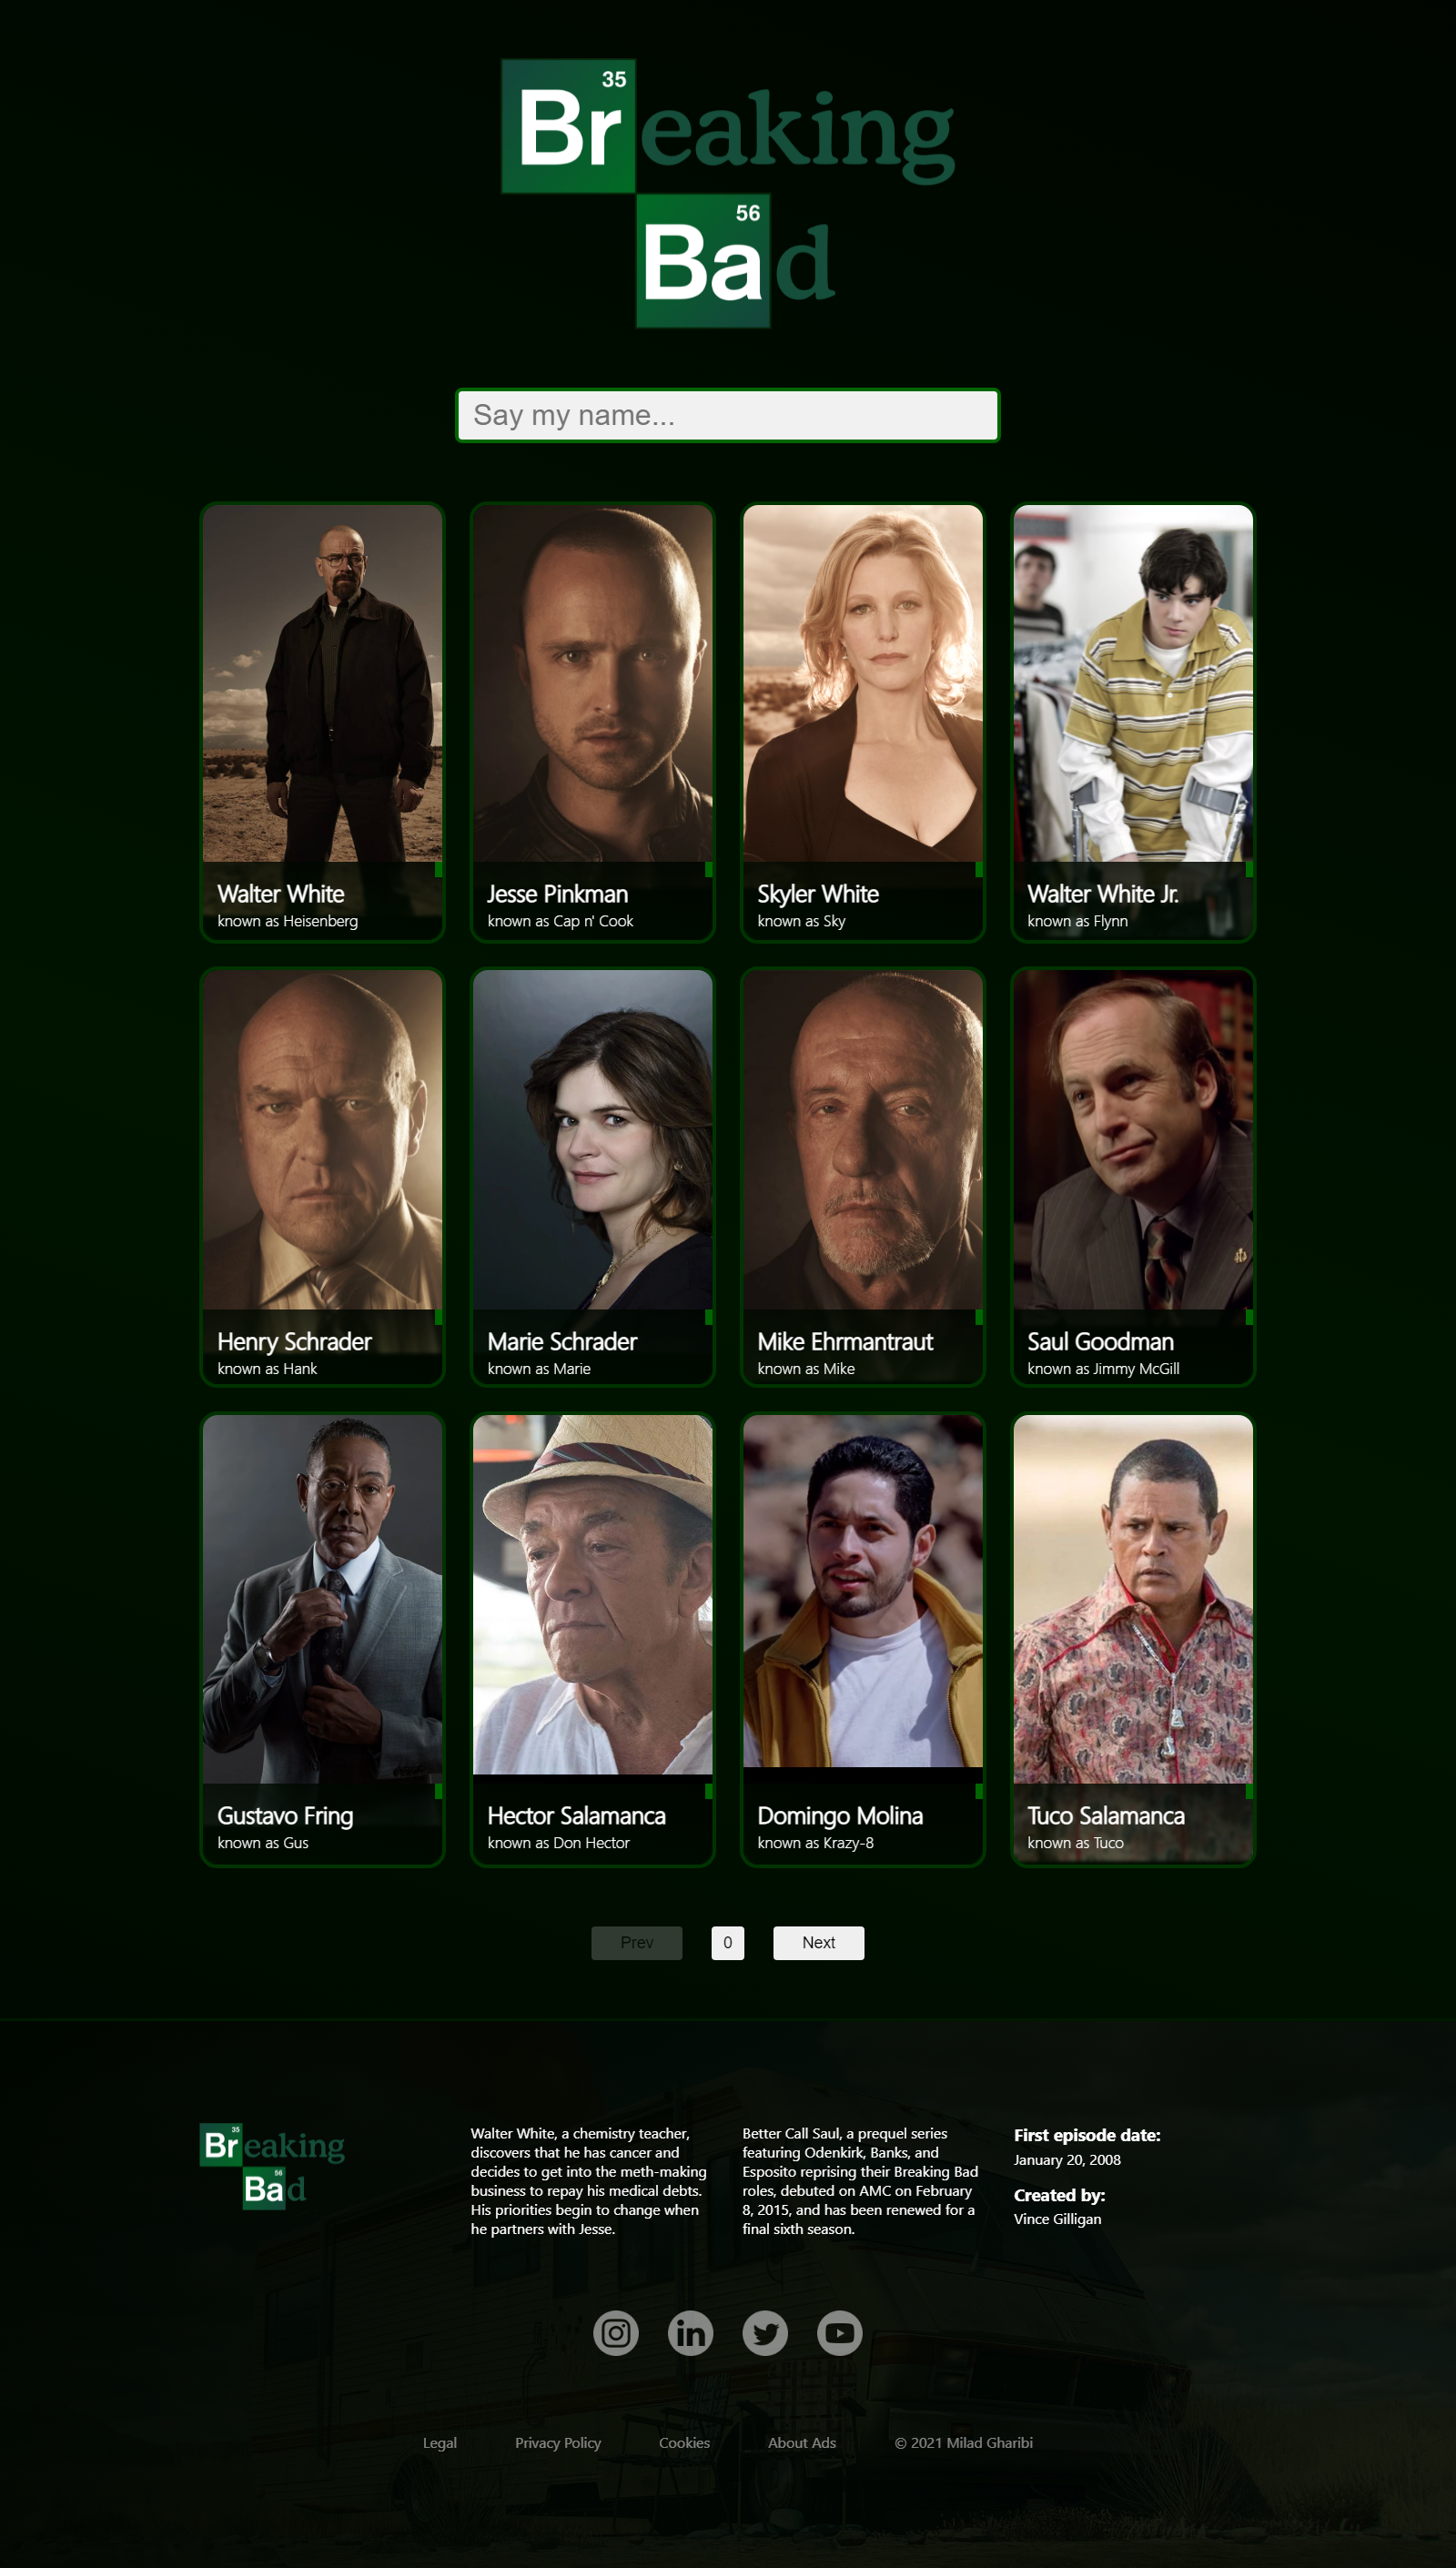 35
Breaking
56
Bad
Say my name...
Walter White
known as Heisenberg
Jesse Pinkman
known as Cap n' Cook
Skyler White
known as Sky
Walter White Jr.
known as Flynn
Henry Schrader
known as Hank
Marie Schrader
known as Marie
Mike Ehrmantraut
known as Mike
Saul Goodman
known as Jimmy McGill
Gustavo Fring
known as Gus
Hector Salamanca
known as Don Hector
Domingo Molina
known as Krazy-8
Tuco Salamanca
known as Tuco
Prev
0
Next
35
Breaking
56
Bad
Walter White, a chemistry teacher,
discovers that he has cancer and
decides to get into the meth-making
business to repay his medical debts.
His priorities begin to change when
he partners with Jesse.
Better Call Saul, a prequel series
featuring Odenkirk, Banks, and
Esposito reprising their Breaking Bad
roles, debuted on AMC on February
8, 2015, and has been renewed for a
final sixth season.
First episode date:
January 20, 2008
Created by:
Vince Gilligan
in
Legal
Privacy Policy
Cookies
About Ads
© 2021 Milad Gharibi